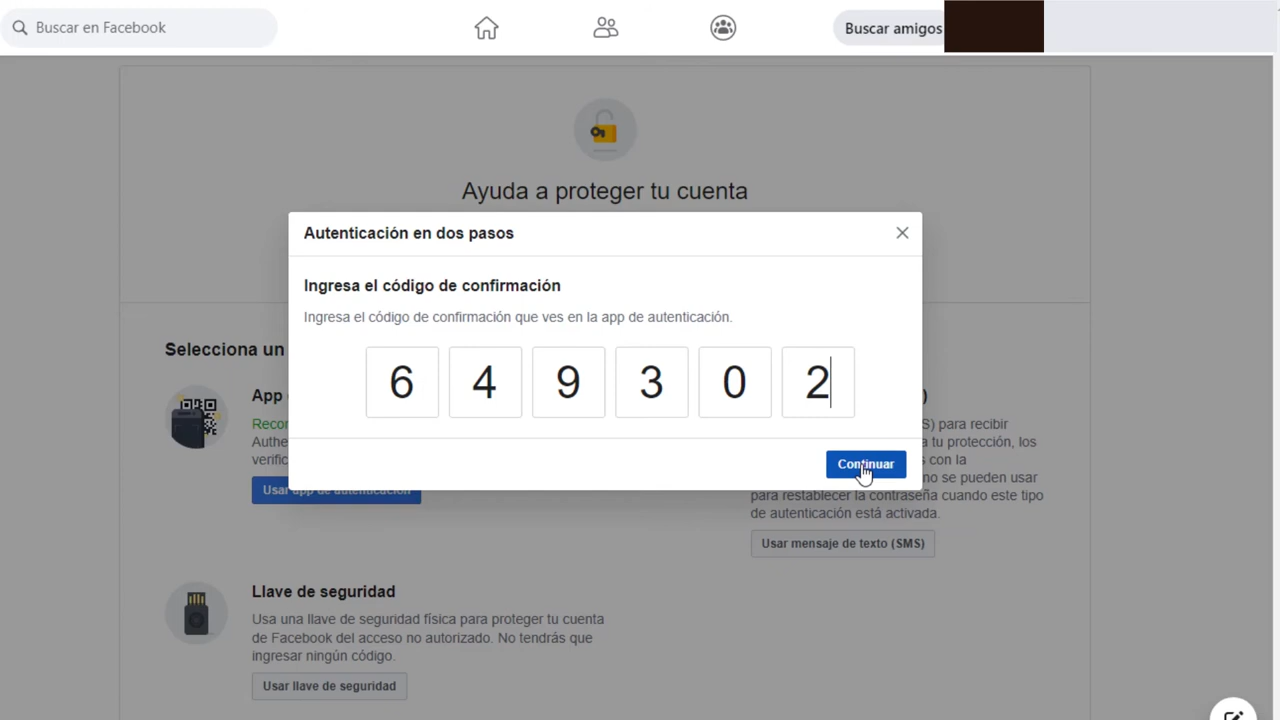 Buscar en Facebook
Buscar amigos
Ayuda a proteger tu cuenta
Autenticación en dos pasos
Ingresa el código de confirmación
Ingresa el código de confirmación que ves en la app de autenticación.
6 4 9 3 0 2
Continuar
Selecciona un
App
Recor
Authe
verific
Usar app de autenticación
)
S) para recibir
a tu protección, los
s con la
no se pueden usar
para restablecer la contraseña cuando este tipo
de autenticación está activada.
Usar mensaje de texto (SMS)
Llave de seguridad
Usa una llave de seguridad física para proteger tu cuenta
de Facebook del acceso no autorizado. No tendrás que
ingresar ningún código.
Usar llave de seguridad